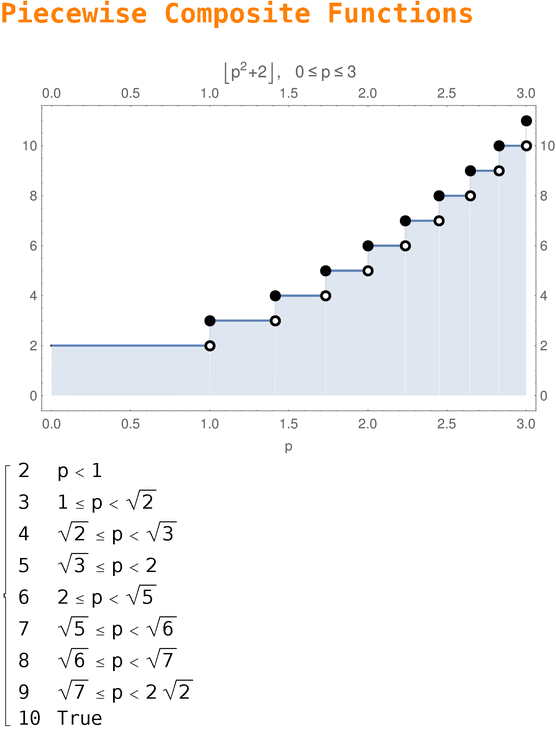 Piecewise Composite Functions
⌊p²+2⌋, 0 ≤ p ≤ 3
0.0 0.5 1.0 1.5 2.0 2.5 3.0
10 10
8 8
6 6
4 4
2 2
0 0
0.0 0.5 1.0 1.5 2.0 2.5 3.0
p
2 p < 1
3 1 ≤ p < √2
4 √2 ≤ p < √3
5 √3 ≤ p < 2
6 2 ≤ p < √5
7 √5 ≤ p < √6
8 √6 ≤ p < √7
9 √7 ≤ p < 2 √2
10 True